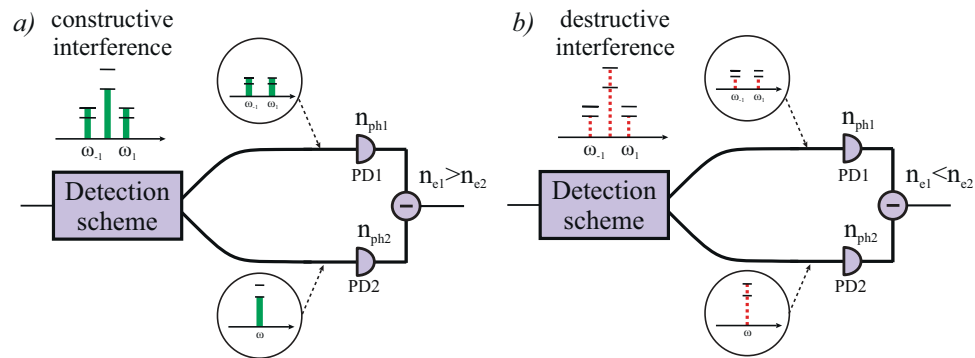 a)
constructive
interference
ω-1
ω1
ω-1
ω1
nph1
PD1
Detection
scheme
ne1>ne2
nph2
PD2
ω
b)
destructive
interference
ω-1
ω1
ω-1
ω1
nph1
PD1
Detection
scheme
ne1<ne2
nph2
PD2
ω